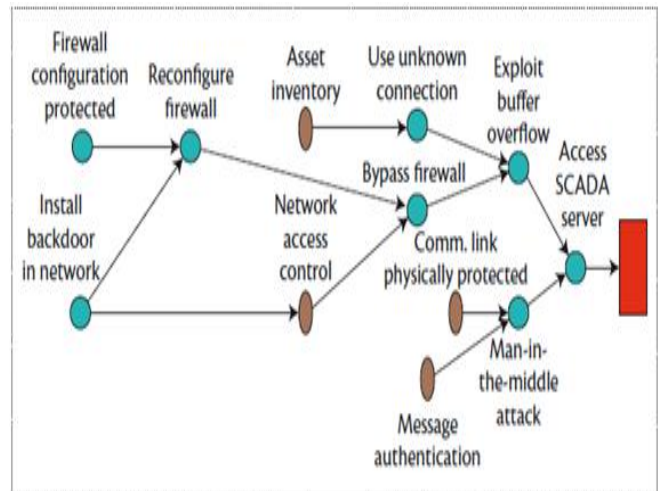 Firewall
configuration
protected
Reconfigure
firewall
Asset
inventory
Use unknown
connection
Exploit
buffer
overflow
Access
SCADA
server
Install
backdoor
in network
Network
access
control
Bypass firewall
Comm. link
physically protected
Man-in-
the-middle
attack
Message
authentication